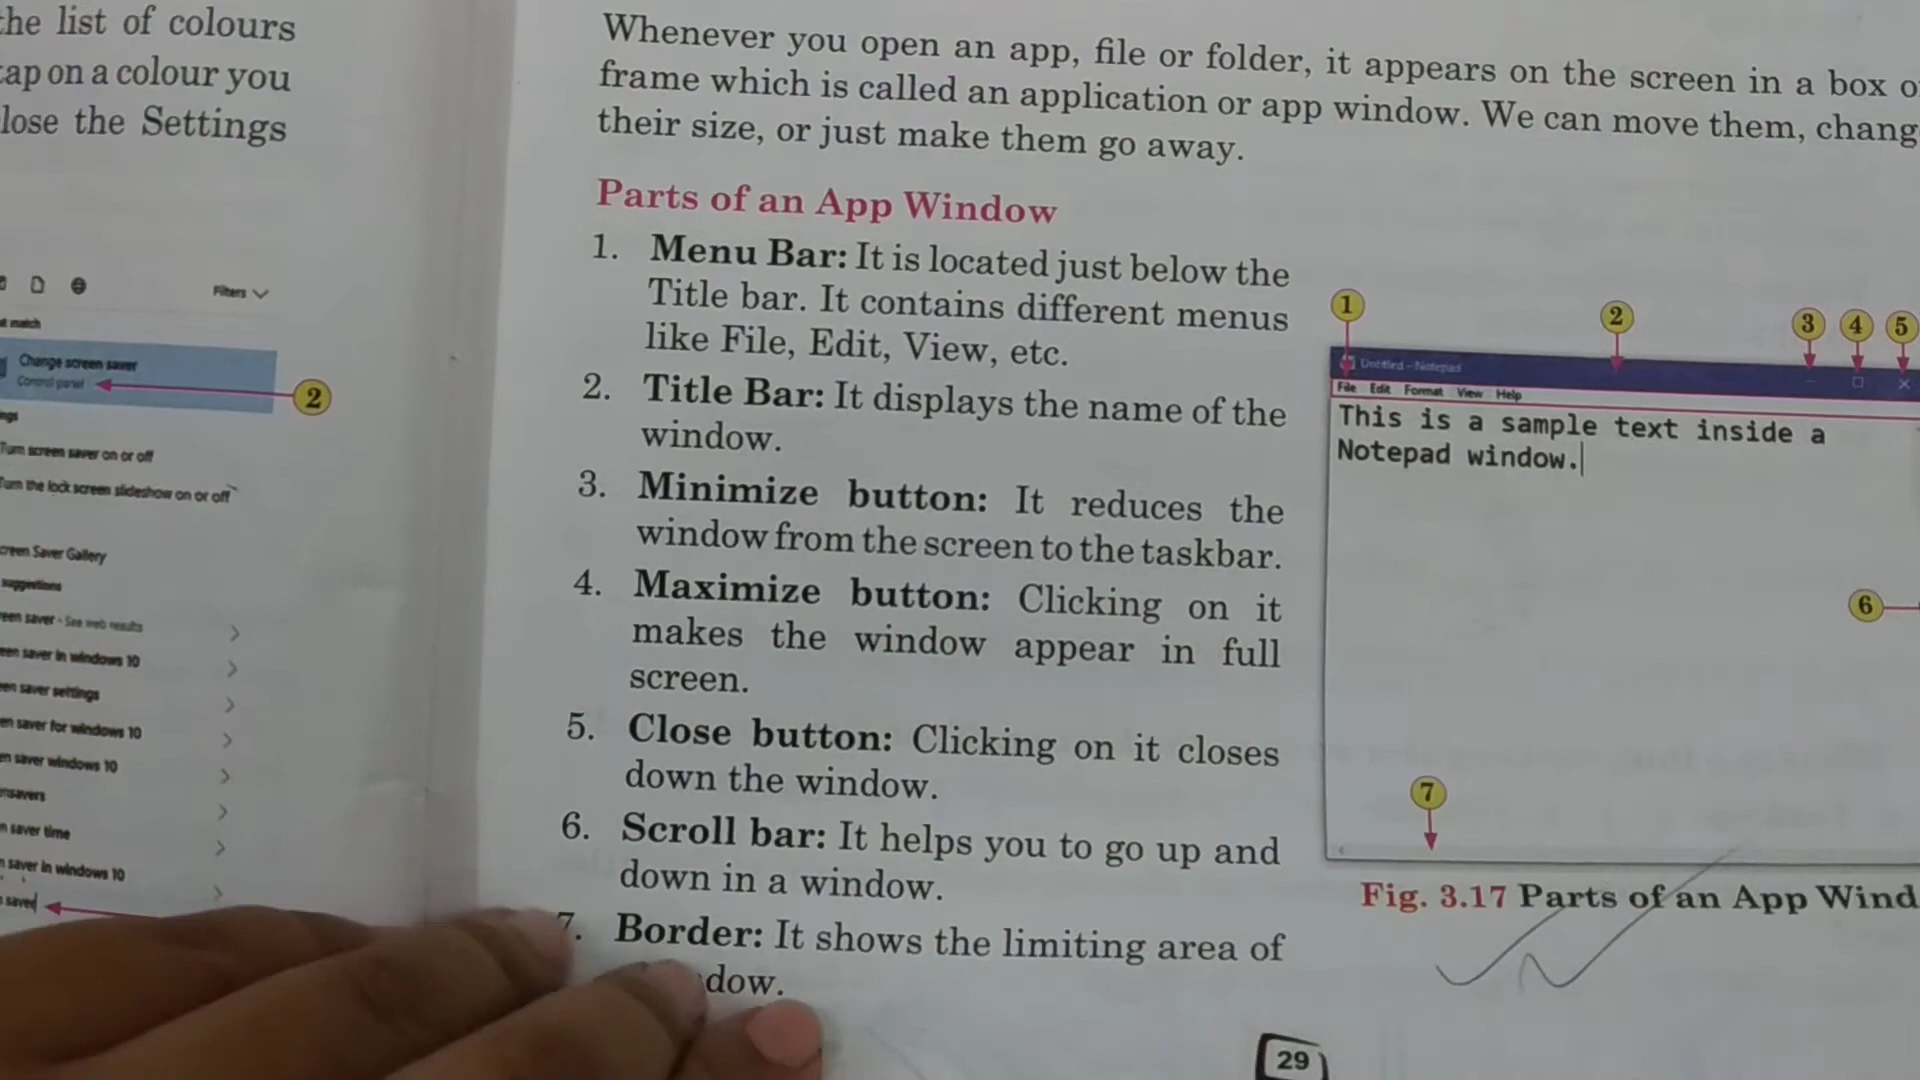 the list of colours
tap on a colour you
lose the Settings
Filters
match
Change screen saver
Control panel
2
Turn screen saver on or off
Turn the lock screen slideshow on or off
creen Saver Gallery
suggestions
een saver - See web results
een saver in windows 10
en saver settings
en saver for windows 10
en saver windows 10
nsavers
n saver time
n saver in windows 10
saver
Whenever you open an app, file or folder, it appears on the screen in a box o
frame which is called an application or app window. We can move them, chang
their size, or just make them go away.
Parts of an App Window
1. Menu Bar: It is located just below the
Title bar. It contains different menus
like File, Edit, View, etc.
2. Title Bar: It displays the name of the
window.
3. Minimize button: It reduces the
window from the screen to the taskbar.
4. Maximize button: Clicking on it
makes the window appear in full
screen.
5. Close button: Clicking on it closes
down the window.
6. Scroll bar: It helps you to go up and
down in a window.
7. Border: It shows the limiting area of
dow.
1 2 3 4 5
Untitled - Notepad
File Edit Format View Help
This is a sample text inside a
Notepad window.
6
7
Fig. 3.17 Parts of an App Wind
29